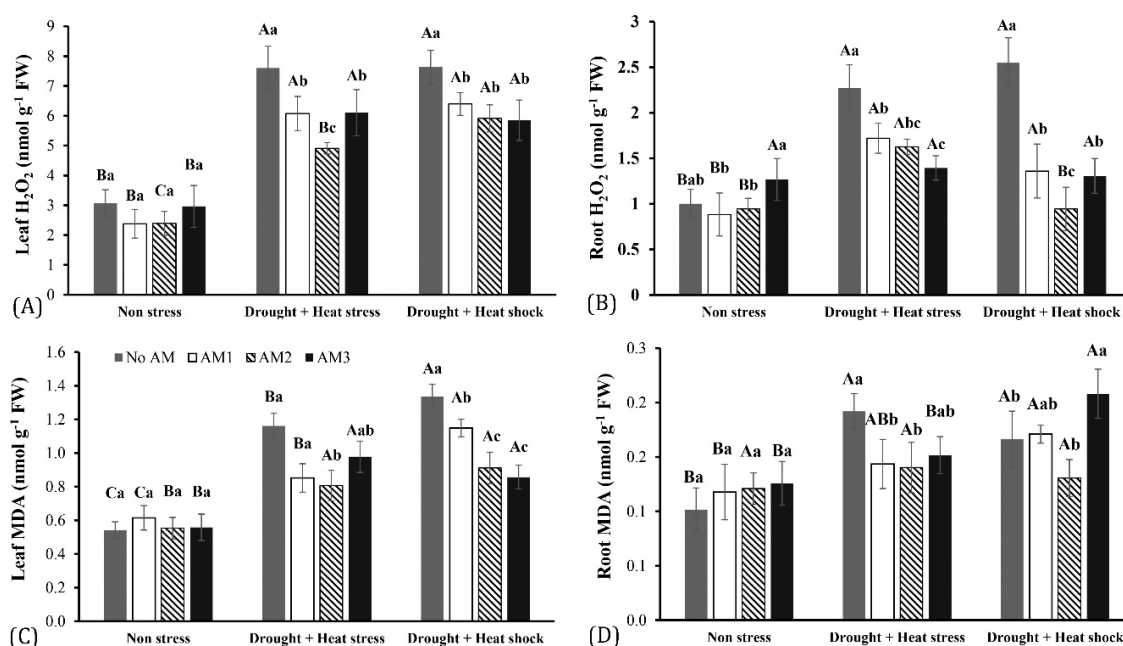 Leaf H₂O₂ (nmol g⁻¹ FW)
9
8
7
6
5
4
3
2
1
0
Ba Ba Ca Ba
Aa Ab Bc Ab
Aa Ab Ab Ab
Non stress Drought + Heat stress Drought + Heat shock
(A)
Root H₂O₂ (nmol g⁻¹ FW)
3
2.5
2
1.5
1
0.5
0
Bab Bb Bb Aa
Aa Ab Abc Ac
Aa Ab Bc Ab
Non stress Drought + Heat stress Drought + Heat shock
(B)
Leaf MDA (nmol g⁻¹ FW)
1.6
1.4
1.2
1.0
0.8
0.6
0.4
0.2
0.0
No AM AM1 AM2 AM3
Ca Ca Ba Ba
Ba Ba Ab Aab
Aa Ab Ac Ac
Non stress Drought + Heat stress Drought + Heat shock
(C)
Root MDA (nmol g⁻¹ FW)
0.3
0.2
0.2
0.1
0.1
0.0
Ba Ba Aa Ba
Aa ABb Ab Bab
Ab Aab Ab Aa
Non stress Drought + Heat stress Drought + Heat shock
(D)